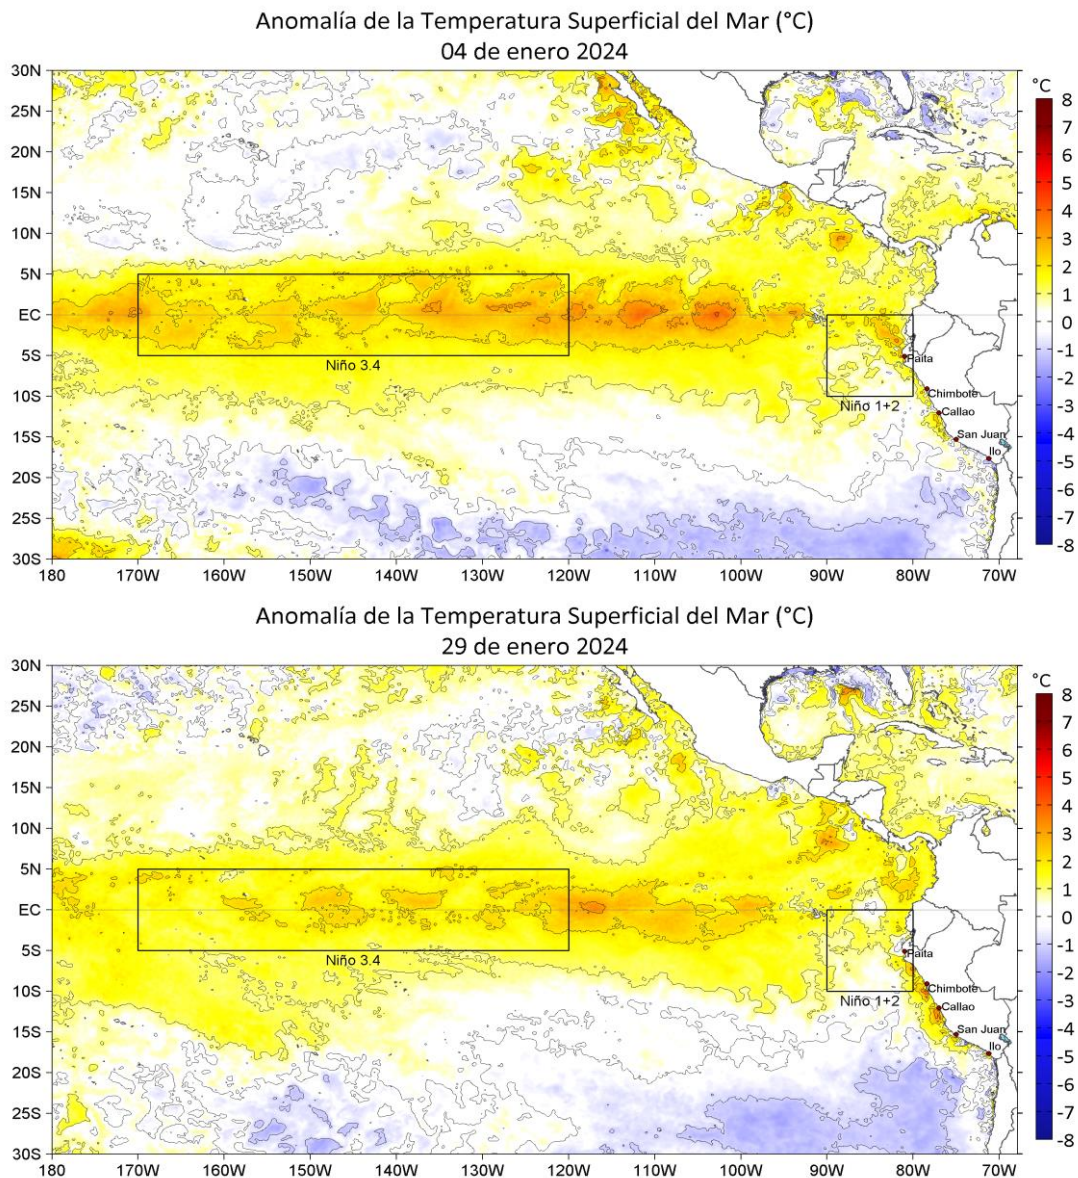 Anomalía de la Temperatura Superficial del Mar (°C)
04 de enero 2024
30N
25N
20N
15N
10N
5N
EC
5S
10S
15S
20S
25S
30S
180 170W 160W 150W 140W 130W 120W 110W 100W 90W 80W 70W
Niño 3.4
Niño 1+2
Paita
Chimbote
Callao
San Juan
Ilo
°C
8
7
6
5
4
3
2
1
0
-1
-2
-3
-4
-5
-6
-7
-8
Anomalía de la Temperatura Superficial del Mar (°C)
29 de enero 2024
30N
25N
20N
15N
10N
5N
EC
5S
10S
15S
20S
25S
30S
180 170W 160W 150W 140W 130W 120W 110W 100W 90W 80W 70W
Niño 3.4
Niño 1+2
Paita
Chimbote
Callao
San Juan
Ilo
°C
8
7
6
5
4
3
2
1
0
-1
-2
-3
-4
-5
-6
-7
-8